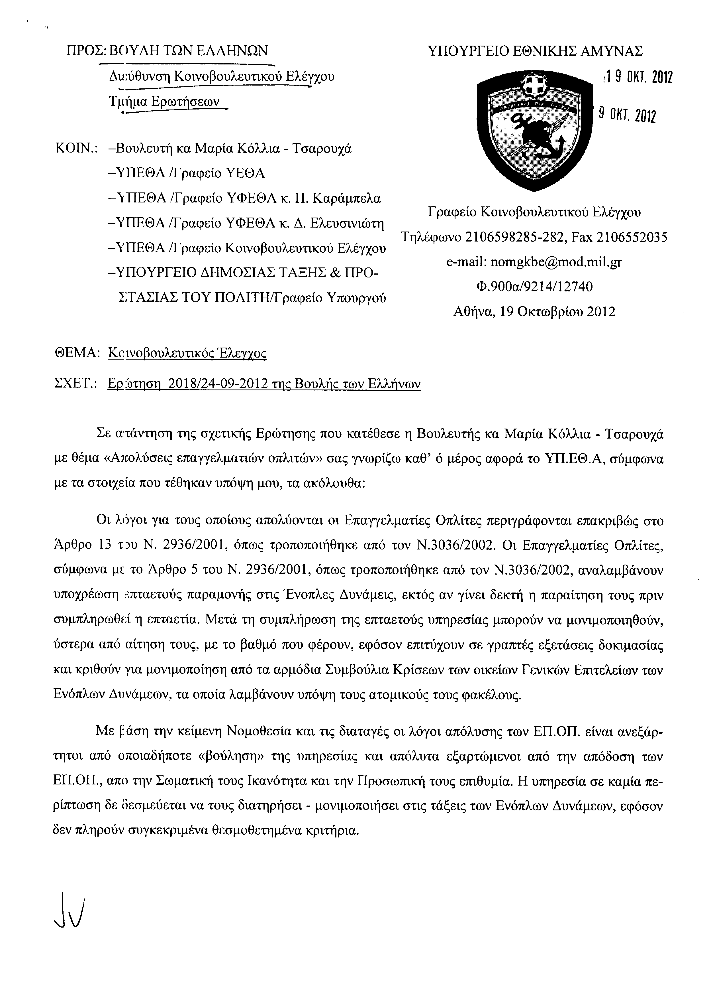 ΠΡΟΣ: ΒΟΥΛΗ ΤΩΝ ΕΛΛΗΝΩΝ
Διεύθυνση Κοινοβουλευτικού Ελέγχου
Τμήμα Ερωτήσεων
ΚΟΙΝ.: –Βουλευτή κα Μαρία Κόλλια - Τσαρουχά
–ΥΠΕΘΑ /Γραφείο ΥΕΘΑ
–ΥΠΕΘΑ /Γραφείο ΥΦΕΘΑ κ. Π. Καράμπελα
–ΥΠΕΘΑ /Γραφείο ΥΦΕΘΑ κ. Δ. Ελευσινιώτη
–ΥΠΕΘΑ /Γραφείο Κοινοβουλευτικού Ελέγχου
–ΥΠΟΥΡΓΕΙΟ ΔΗΜΟΣΙΑΣ ΤΑΞΗΣ & ΠΡΟ-
ΣΤΑΣΙΑΣ ΤΟΥ ΠΟΛΙΤΗ/Γραφείο Υπουργού
ΥΠΟΥΡΓΕΙΟ ΕΘΝΙΚΗΣ ΑΜΥΝΑΣ
19 ΟΚΤ. 2012
9 ΟΚΤ. 2012
Γραφείο Κοινοβουλευτικού Ελέγχου
Τηλέφωνο 2106598285-282, Fax 2106552035
e-mail: nomgkbe@mod.mil.gr
Φ.900α/9214/12740
Αθήνα, 19 Οκτωβρίου 2012
ΘΕΜΑ: Κοινοβουλευτικός Έλεγχος
ΣΧΕΤ.: Ερώτηση 2018/24-09-2012 της Βουλής των Ελλήνων
Σε απάντηση της σχετικής Ερώτησης που κατέθεσε η Βουλευτής κα Μαρία Κόλλια - Τσαρουχά
με θέμα «Απολύσεις επαγγελματιών οπλιτών» σας γνωρίζω καθ’ ό μέρος αφορά το ΥΠ.ΕΘ.Α, σύμφωνα
με τα στοιχεία που τέθηκαν υπόψη μου, τα ακόλουθα:
Οι λόγοι για τους οποίους απολύονται οι Επαγγελματίες Οπλίτες περιγράφονται επακριβώς στο
Άρθρο 13 του Ν. 2936/2001, όπως τροποποιήθηκε από τον Ν.3036/2002. Οι Επαγγελματίες Οπλίτες,
σύμφωνα με το Άρθρο 5 του Ν. 2936/2001, όπως τροποποιήθηκε από τον Ν.3036/2002, αναλαμβάνουν
υποχρέωση επταετούς παραμονής στις Ένοπλες Δυνάμεις, εκτός αν γίνει δεκτή η παραίτηση τους πριν
συμπληρωθεί η επταετία. Μετά τη συμπλήρωση της επταετούς υπηρεσίας μπορούν να μονιμοποιηθούν,
ύστερα από αίτηση τους, με το βαθμό που φέρουν, εφόσον επιτύχουν σε γραπτές εξετάσεις δοκιμασίας
και κριθούν για μονιμοποίηση από τα αρμόδια Συμβούλια Κρίσεων των οικείων Γενικών Επιτελείων των
Ενόπλων Δυνάμεων, τα οποία λαμβάνουν υπόψη τους ατομικούς τους φακέλους.
Με βάση την κείμενη Νομοθεσία και τις διαταγές οι λόγοι απόλυσης των ΕΠ.ΟΠ. είναι ανεξάρ-
τητοι από οποιαδήποτε «βούληση» της υπηρεσίας και απόλυτα εξαρτώμενοι από την απόδοση των
ΕΠ.ΟΠ., από την Σωματική τους Ικανότητα και την Προσωπική τους επιθυμία. Η υπηρεσία σε καμία πε-
ρίπτωση δε δεσμεύεται να τους διατηρήσει - μονιμοποιήσει στις τάξεις των Ενόπλων Δυνάμεων, εφόσον
δεν πληρούν συγκεκριμένα θεσμοθετημένα κριτήρια.